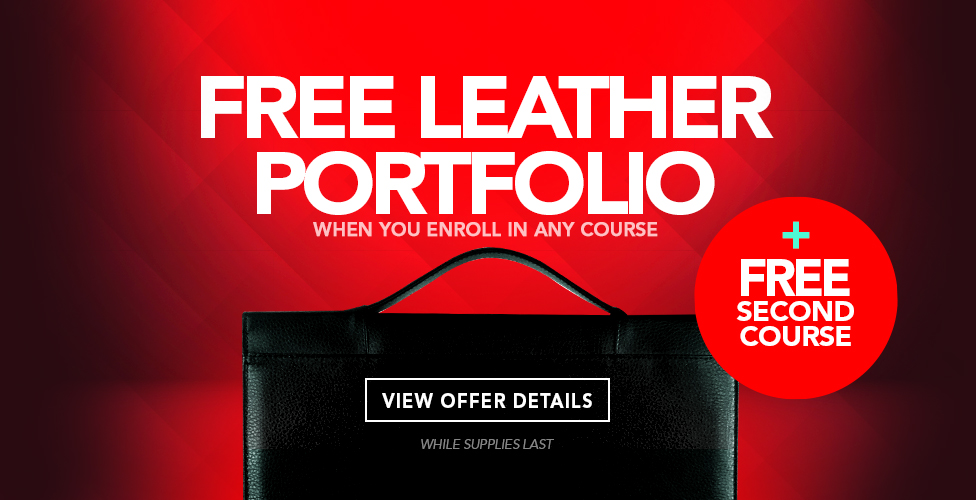 FREE LEATHER
PORTFOLIO
WHEN YOU ENROLL IN ANY COURSE
+
FREE
SECOND
COURSE
VIEW OFFER DETAILS
WHILE SUPPLIES LAST